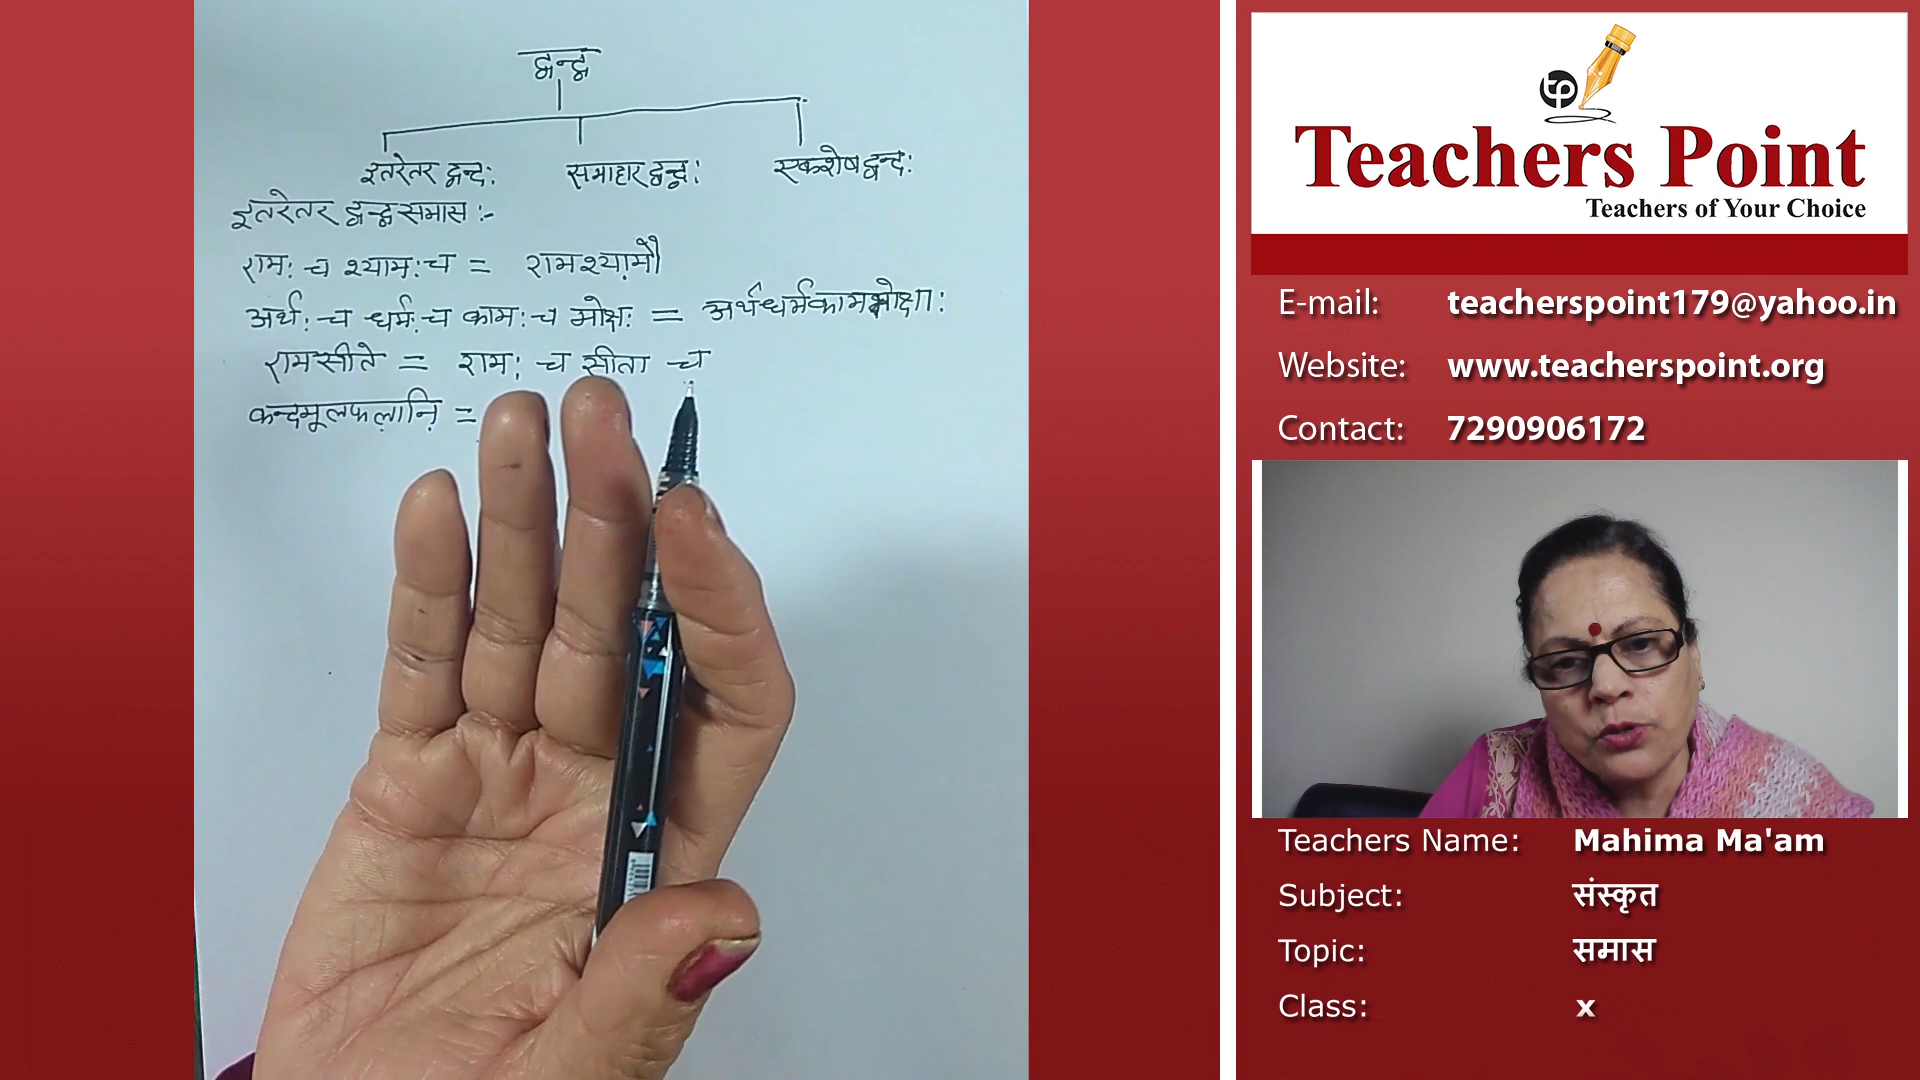 द्वन्द्व
इतरेतर द्वन्द्वः समाहार द्वन्द्वः एकशेष द्वन्द्वः
इतरेतर द्वन्द्व समास :-
रामः च श्यामः च = रामश्यामौ
अर्थः च धर्मः च कामः च मोक्षः = अर्थधर्मकाममोक्षाः
रामसीते = रामः च सीता च
कन्दमूलफलानि =
tp
Teachers Point
Teachers of Your Choice
E-mail: teacherspoint179@yahoo.in
Website: www.teacherspoint.org
Contact: 7290906172
Teachers Name: Mahima Ma'am
Subject: संस्कृत
Topic: समास
Class: x